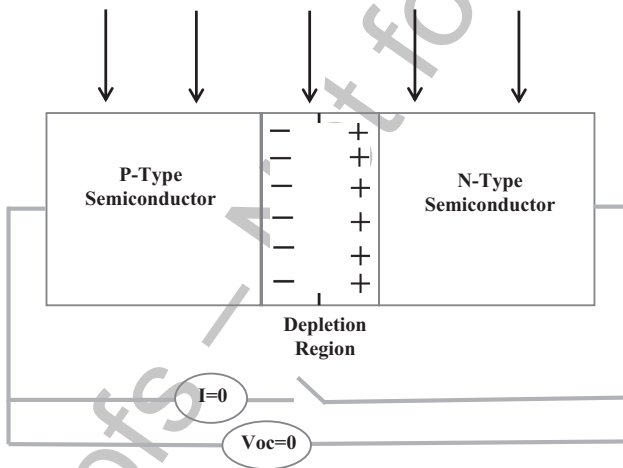 P-Type
Semiconductor
N-Type
Semiconductor
Depletion
Region
I=0
Voc=0